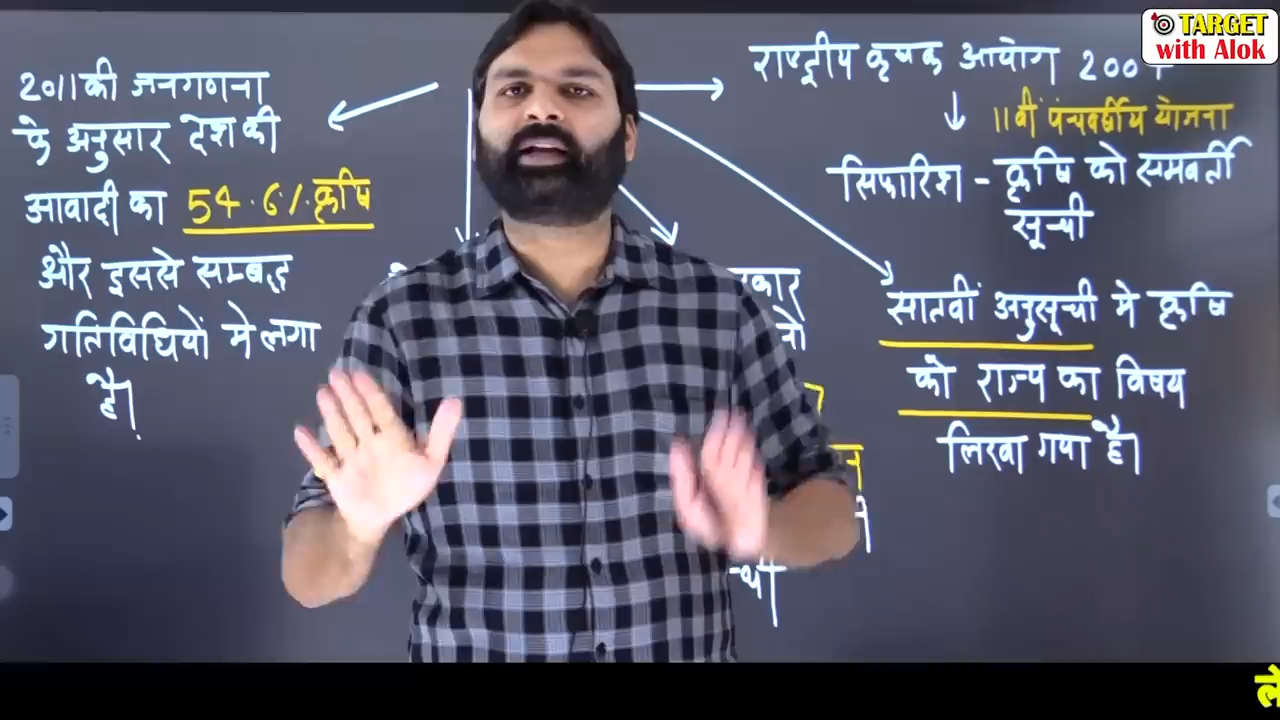 TARGET
with Alok
2011 की जनगणना
के अनुसार देश की
आबादी का 54.6% कृषि
और इससे सम्बद्ध
गतिविधियों मे लगा
है।
राष्ट्रीय कृषक आयोग
11वी पंचवर्षीय योजना
सिफारिश - कृषि को समवर्ती
सूची
सातवीं अनुसूची मे कृषि
को राज्य का विषय
लिखा गया है।